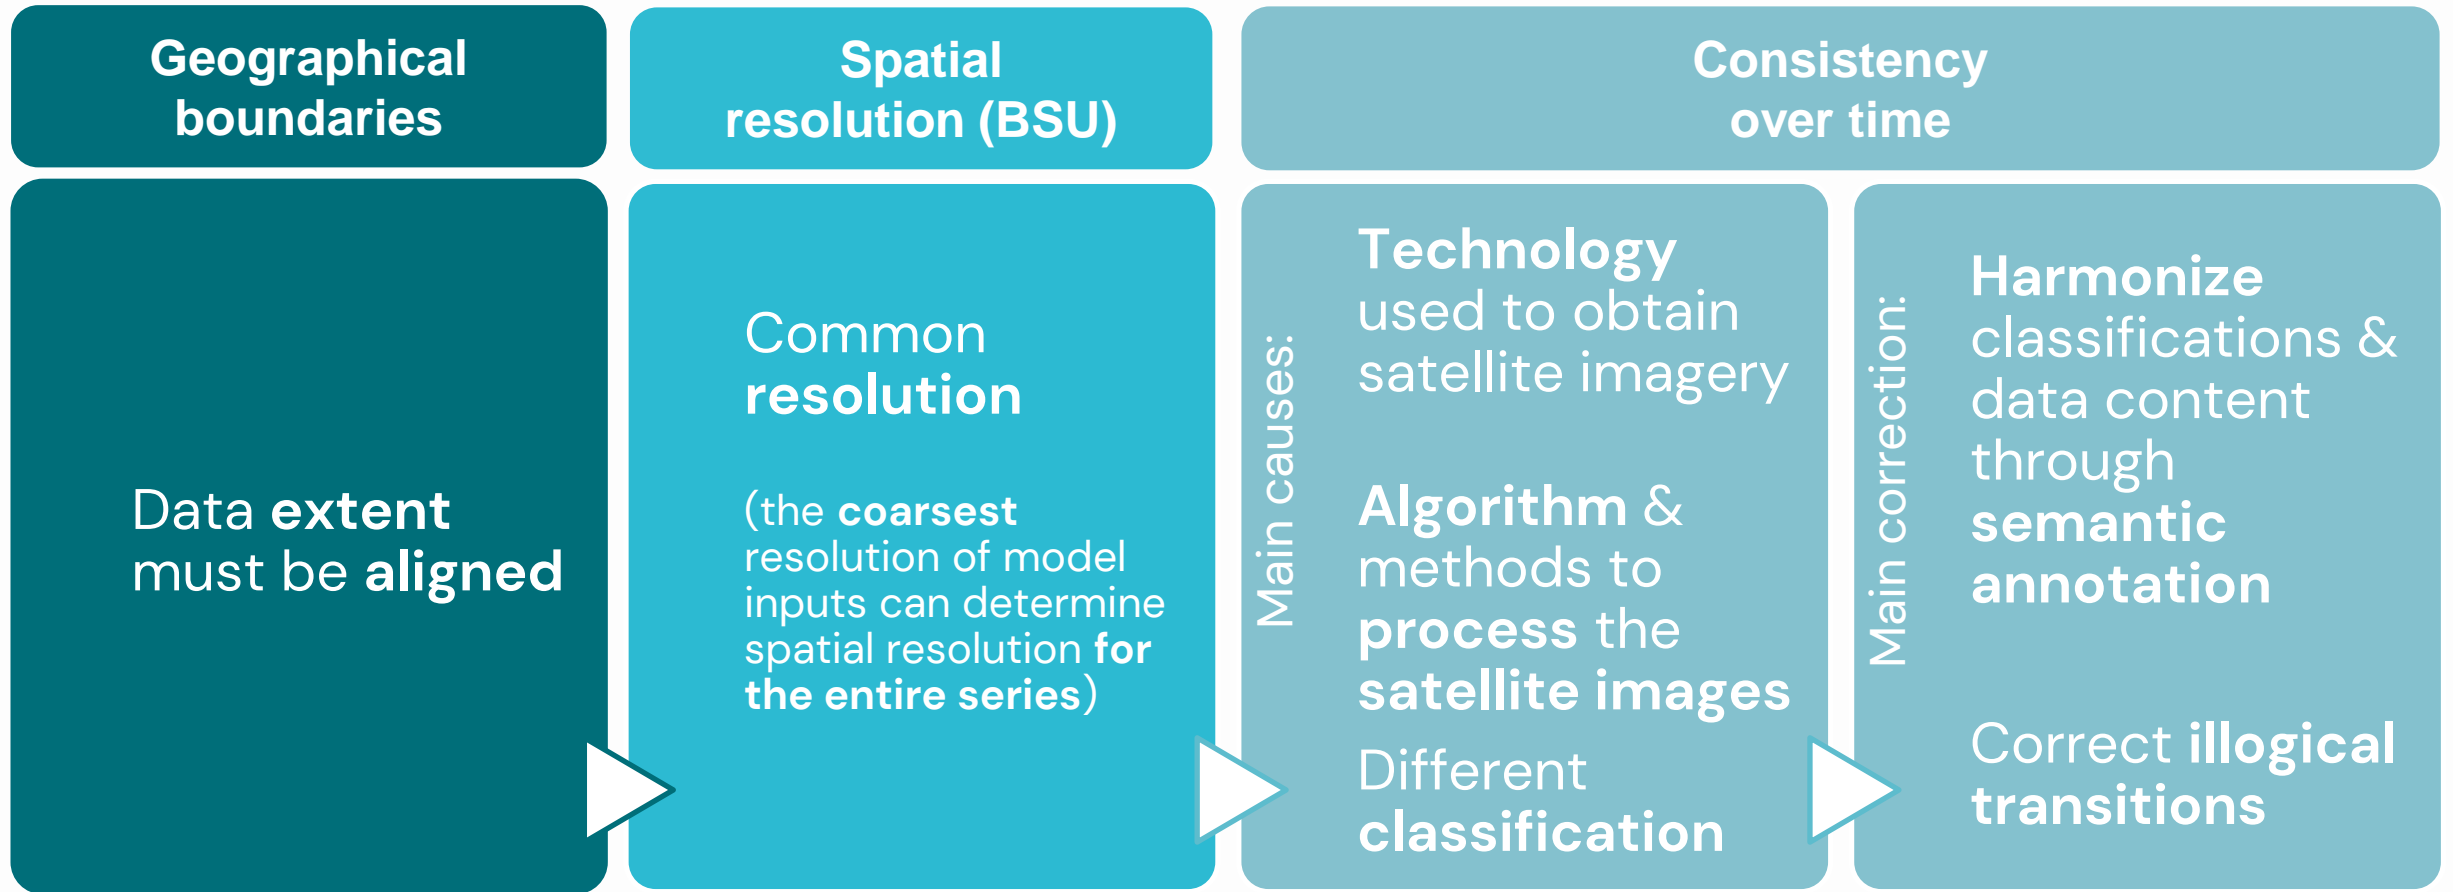 Geographical
boundaries
Data extent
must be aligned
Spatial
resolution (BSU)
Common
resolution
(the coarsest
resolution of model
inputs can determine
spatial resolution for
the entire series)
Consistency
over time
Main causes:
Technology
used to obtain
satellite imagery
Algorithm &
methods to
process the
satellite images
Different
classification
Main correction:
Harmonize
classifications &
data content
through
semantic
annotation
Correct illogical
transitions